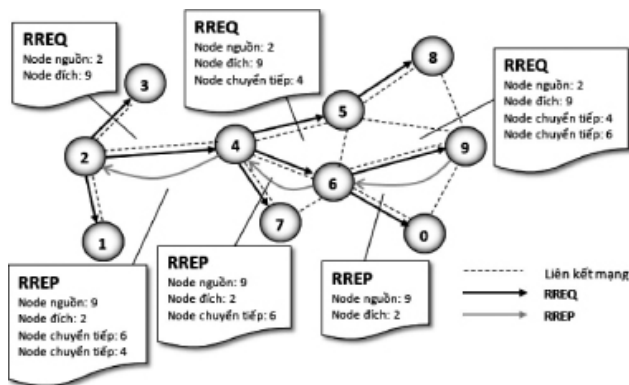 RREQ
Node nguồn: 2
Node đích: 9
3
RREQ
Node nguồn: 2
Node đích: 9
Node chuyển tiếp: 4
8
RREQ
Node nguồn: 2
Node đích: 9
Node chuyển tiếp: 4
Node chuyển tiếp: 6
5
2
4
9
6
7
1
0
RREP
Node nguồn: 9
Node đích: 2
Node chuyển tiếp: 6
Node chuyển tiếp: 4
RREP
Node nguồn: 9
Node đích: 2
Node chuyển tiếp: 6
RREP
Node nguồn: 9
Node đích: 2
Liên kết mạng
RREQ
RREP